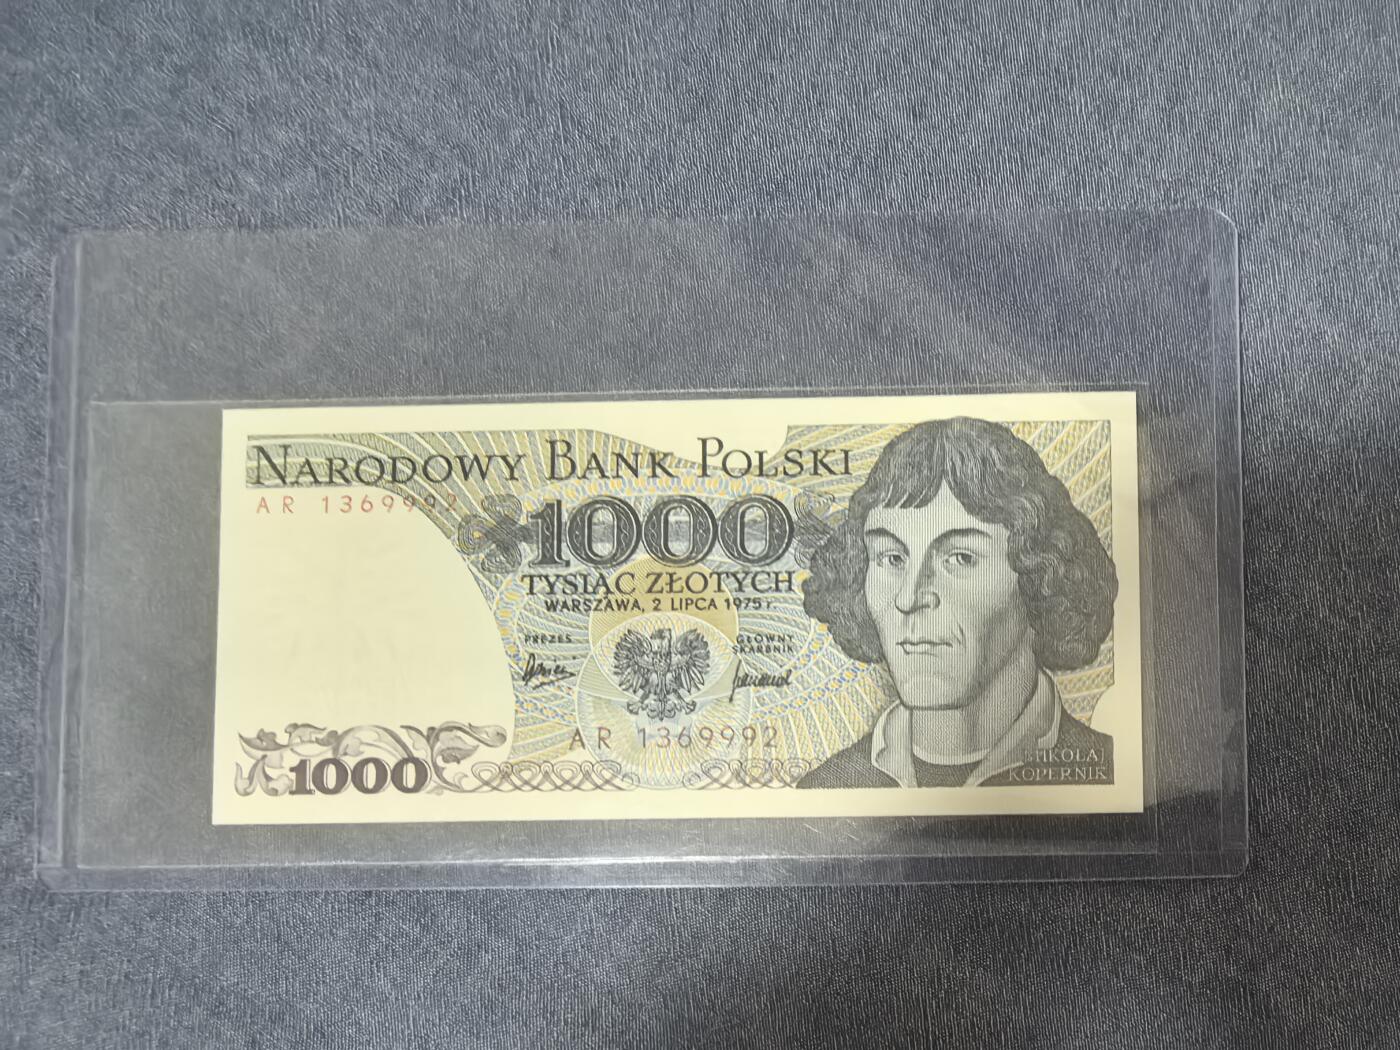 NARODOWY BANK POLSKI
AR 1369992
1000
TYSIĄC ZŁOTYCH
WARSZAWA, 2 LIPCA 1975 r.
PREZES
GŁÓWNY
SKARBNIK
AR 1369992
1000
MIKOŁAJ
KOPERNIK